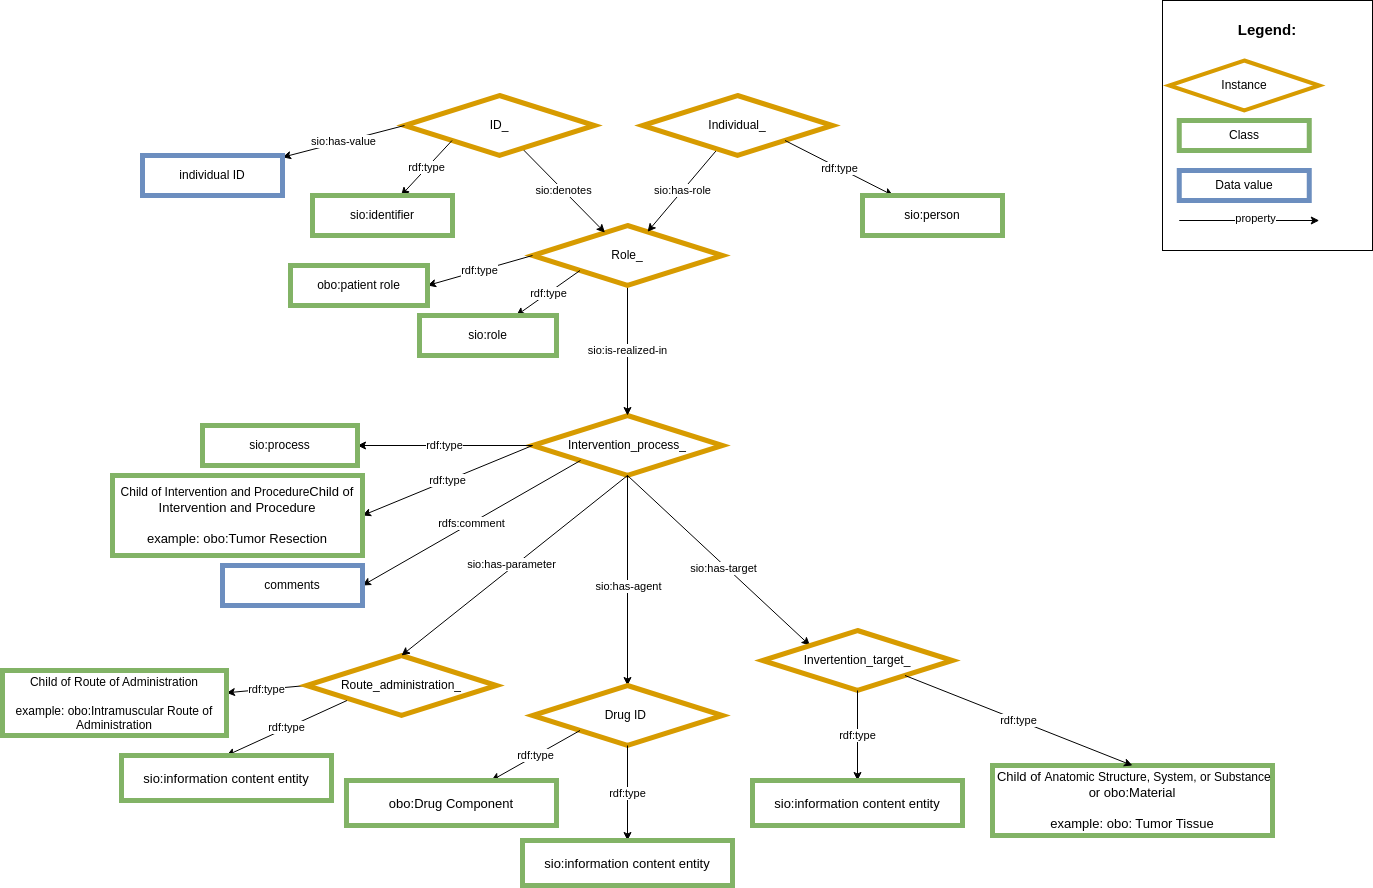 Legend:
Instance
Class
Data value
property
ID_
Individual_
sio:has-value
rdf:type
sio:denotes
sio:has-role
rdf:type
individual ID
sio:identifier
sio:person
Role_
rdf:type
obo:patient role
rdf:type
sio:role
sio:is-realized-in
sio:process
rdf:type
Intervention_process_
rdf:type
Child of Intervention and ProcedureChild of
Intervention and Procedure
example: obo:Tumor Resection
rdfs:comment
comments
sio:has-parameter
sio:has-agent
sio:has-target
Invertention_target_
Route_administration_
Drug ID
rdf:type
Child of Route of Administration
example: obo:Intramuscular Route of
Administration
rdf:type
sio:information content entity
rdf:type
obo:Drug Component
rdf:type
sio:information content entity
rdf:type
sio:information content entity
rdf:type
Child of Anatomic Structure, System, or Substance
or obo:Material
example: obo: Tumor Tissue